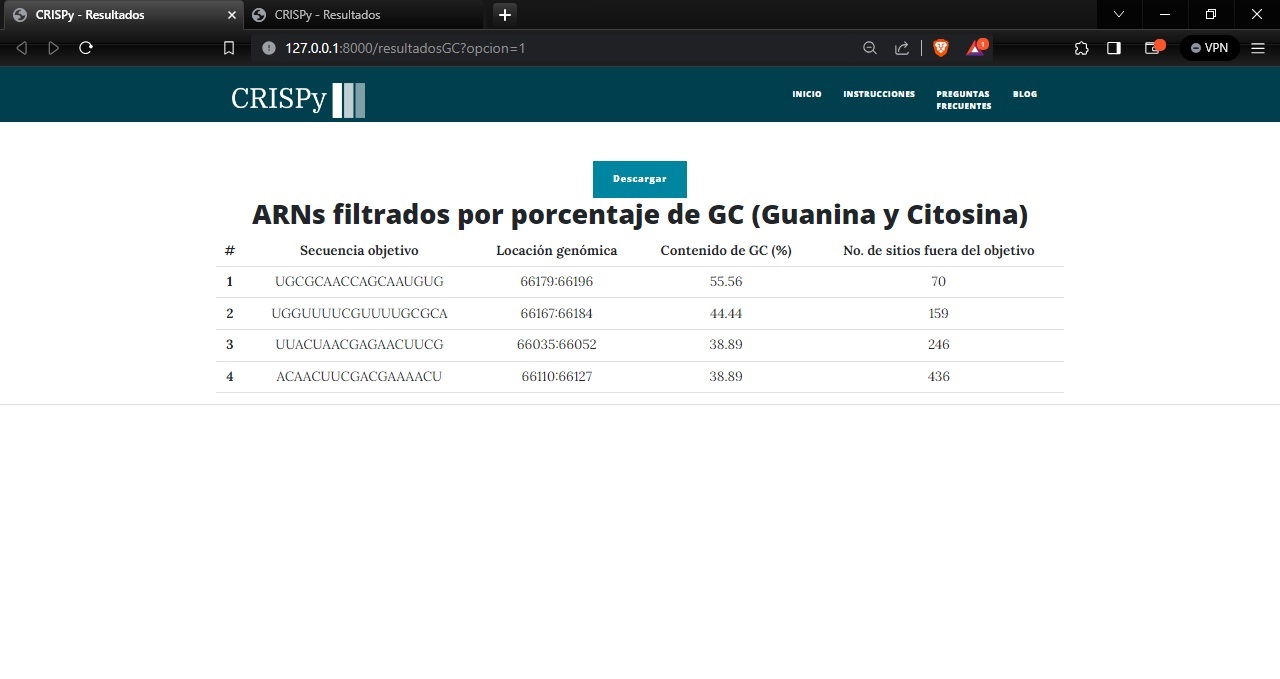 CRISPy - Resultados
CRISPy - Resultados
127.0.0.1:8000/resultadosGC?opcion=1
1
VPN
CRISPy
INICIO
INSTRUCCIONES
PREGUNTAS
FRECUENTES
BLOG
Descargar
ARNs filtrados por porcentaje de GC (Guanina y Citosina)
# Secuencia objetivo Locación genómica Contenido de GC (%) No. de sitios fuera del objetivo
1 UGCGCAACCAGCAAUGUG 66179:66196 55.56 70
2 UGGUUUUCGUUUUGCGCA 66167:66184 44.44 159
3 UUACUAACGAGAACUUCG 66035:66052 38.89 246
4 ACAACUUCGACGAAAACU 66110:66127 38.89 436